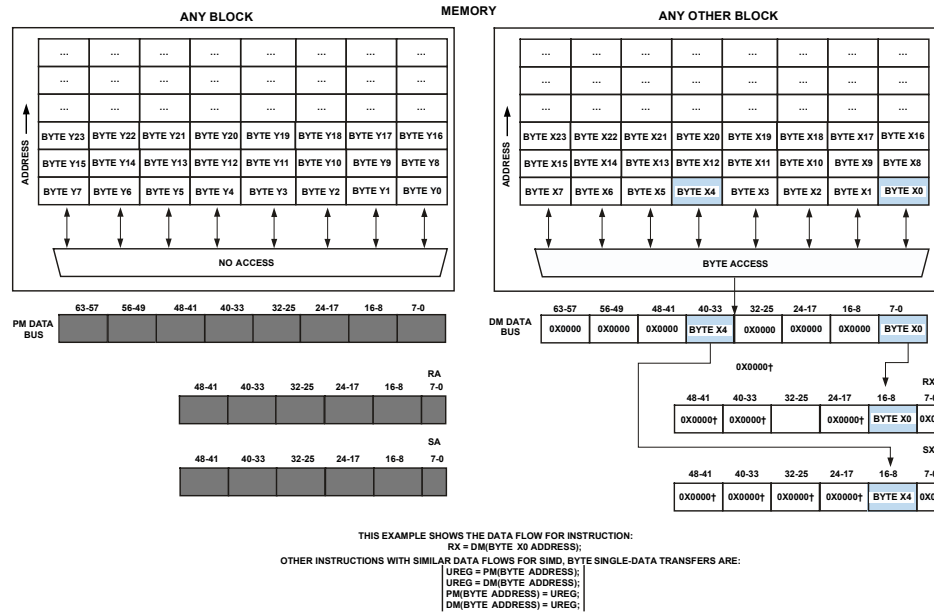 MEMORY
ANY BLOCK
ANY OTHER BLOCK
... ... ... ... ... ... ... ...
... ... ... ... ... ... ... ...
... ... ... ... ... ... ... ...
BYTE Y23 BYTE Y22 BYTE Y21 BYTE Y20 BYTE Y19 BYTE Y18 BYTE Y17 BYTE Y16
BYTE Y15 BYTE Y14 BYTE Y13 BYTE Y12 BYTE Y11 BYTE Y10 BYTE Y9 BYTE Y8
BYTE Y7 BYTE Y6 BYTE Y5 BYTE Y4 BYTE Y3 BYTE Y2 BYTE Y1 BYTE Y0
ADDRESS
NO ACCESS
... ... ... ... ... ... ... ...
... ... ... ... ... ... ... ...
... ... ... ... ... ... ... ...
BYTE X23 BYTE X22 BYTE X21 BYTE X20 BYTE X19 BYTE X18 BYTE X17 BYTE X16
BYTE X15 BYTE X14 BYTE X13 BYTE X12 BYTE X11 BYTE X10 BYTE X9 BYTE X8
BYTE X7 BYTE X6 BYTE X5 BYTE X4 BYTE X3 BYTE X2 BYTE X1 BYTE X0
ADDRESS
BYTE ACCESS
63-57 56-49 48-41 40-33 32-25 24-17 16-8 7-0
PM DATA
BUS
63-57 56-49 48-41 40-33 32-25 24-17 16-8 7-0
DM DATA
BUS
0X0000 0X0000 0X0000 BYTE X4 0X0000 0X0000 0X0000 BYTE X0
0X0000†
RA
48-41 40-33 32-25 24-17 16-8 7-0
RX
48-41 40-33 32-25 24-17 16-8
0X0000† 0X0000† 0X0000† BYTE X0
SA
48-41 40-33 32-25 24-17 16-8 7-0
SX
48-41 40-33 32-25 24-17 16-8
0X0000† 0X0000† 0X0000† 0X0000† BYTE X4
THIS EXAMPLE SHOWS THE DATA FLOW FOR INSTRUCTION:
RX = DM(BYTE X0 ADDRESS);
OTHER INSTRUCTIONS WITH SIMILAR DATA FLOWS FOR SIMD, BYTE SINGLE-DATA TRANSFERS ARE:
UREG = PM(BYTE ADDRESS);
UREG = DM(BYTE ADDRESS);
PM(BYTE ADDRESS) = UREG;
DM(BYTE ADDRESS) = UREG;